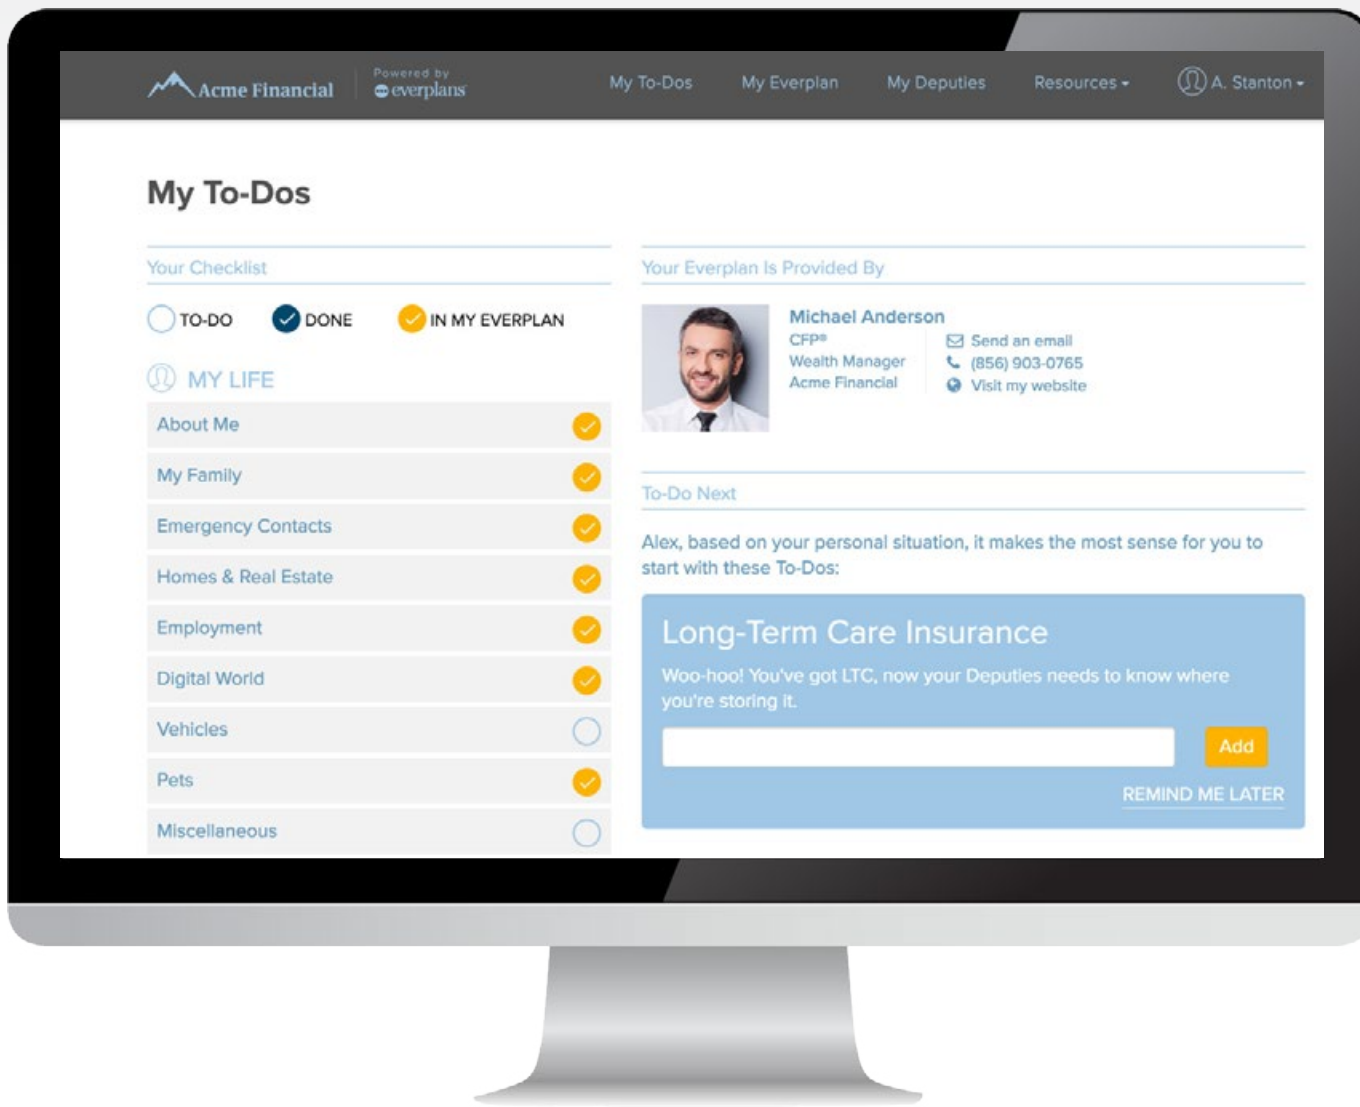 Acme Financial
Powered by
everplans
My To-Dos
My Everplan
My Deputies
Resources
A. Stanton
My To-Dos
Your Checklist
TO-DO
DONE
IN MY EVERPLAN
MY LIFE
About Me
My Family
Emergency Contacts
Homes & Real Estate
Employment
Digital World
Vehicles
Pets
Miscellaneous
Your Everplan Is Provided By
Michael Anderson
CFP®
Wealth Manager
Acme Financial
Send an email
(856) 903-0765
Visit my website
To-Do Next
Alex, based on your personal situation, it makes the most sense for you to
start with these To-Dos:
Long-Term Care Insurance
Woo-hoo! You've got LTC, now your Deputies needs to know where
you're storing it.
Add
REMIND ME LATER